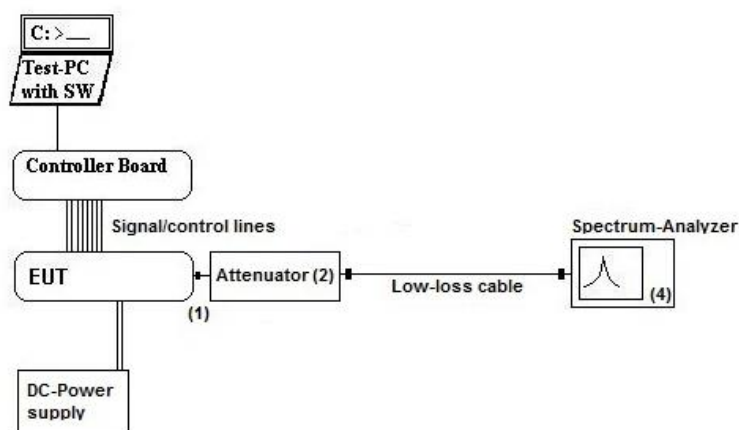 C: >__
Test-PC
with SW
Controller Board
Signal/control lines
Spectrum-Analyzer
EUT
Attenuator (2)
Low-loss cable
(4)
(1)
DC-Power
supply